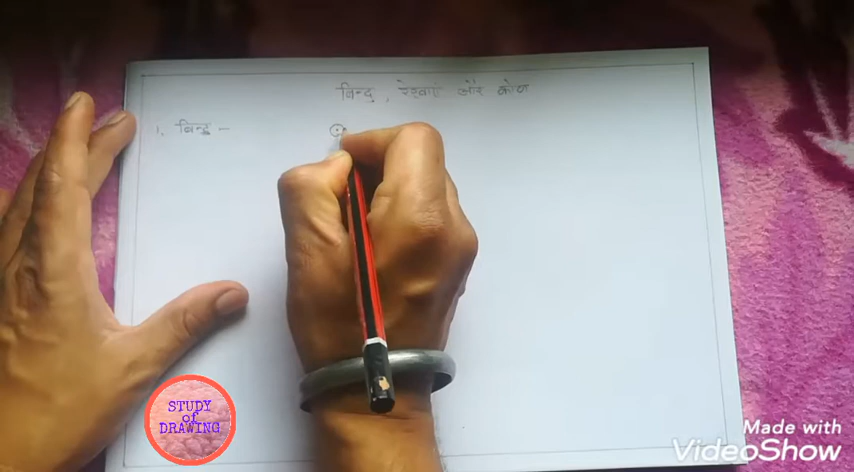 बिन्दु, रेखाएं और कोण
1. बिन्दु –
STUDY
of
DRAWING
Made with
VideoShow